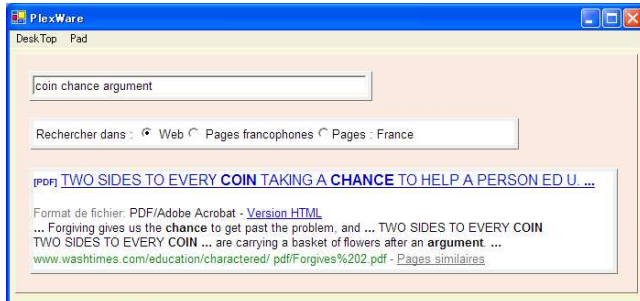 PlexWare
DeskTop Pad
coin chance argument
Rechercher dans : Web Pages francophones Pages : France
[PDF] TWO SIDES TO EVERY COIN TAKING A CHANCE TO HELP A PERSON ED U. ...
Format de fichier: PDF/Adobe Acrobat - Version HTML
... Forgiving gives us the chance to get past the problem, and ... TWO SIDES TO EVERY COIN
TWO SIDES TO EVERY COIN ... are carrying a basket of flowers after an argument. ...
www.washtimes.com/education/charactered/ pdf/Forgives%202.pdf - Pages similaires